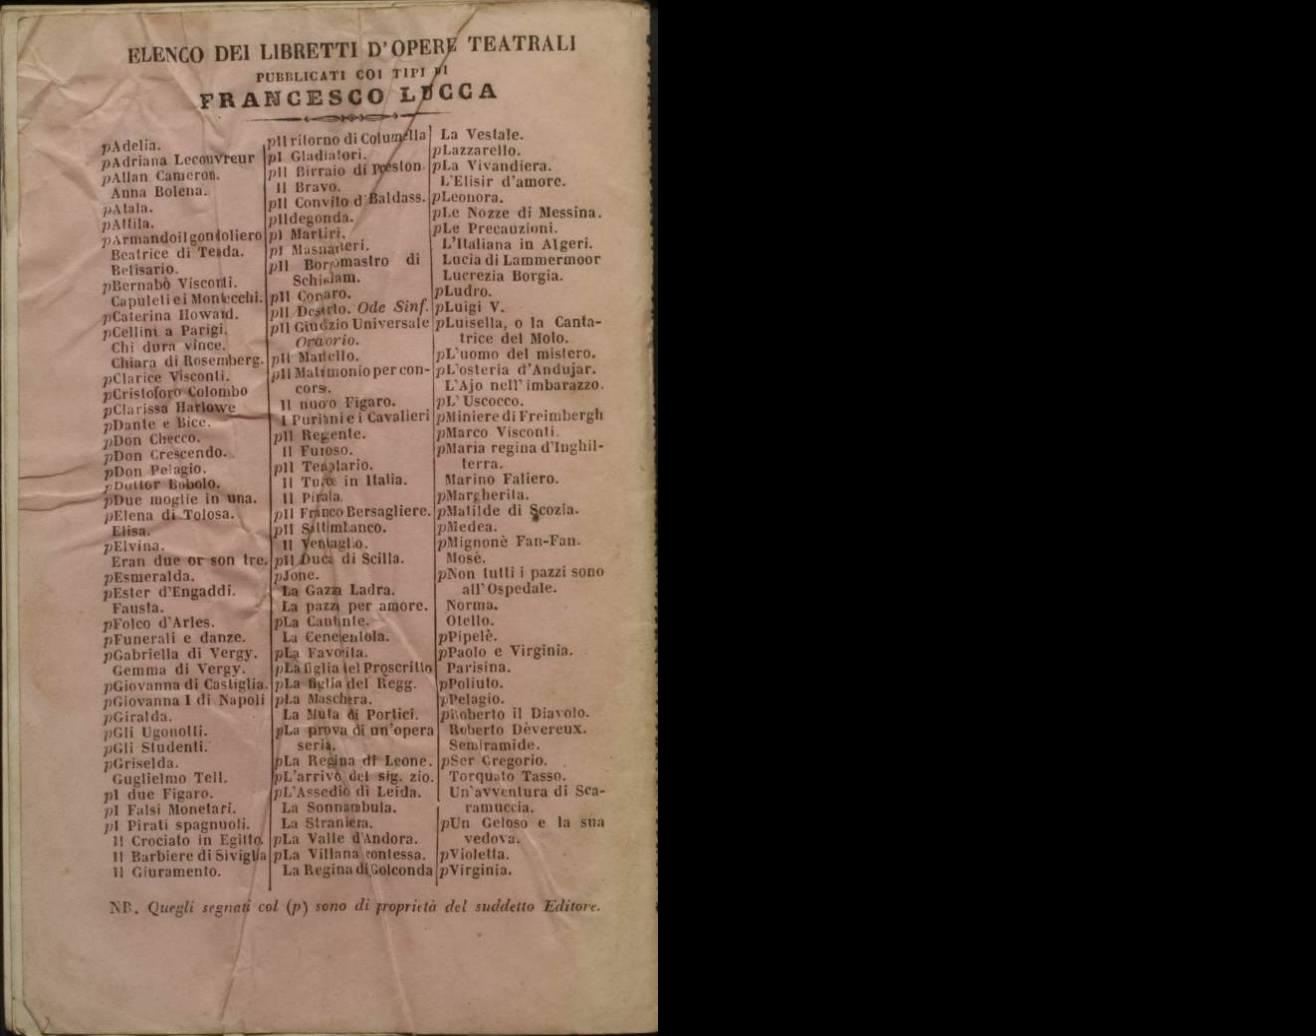 ELENCO DEI LIBRETTI D'OPERE TEATRALI
PUBBLICATI COI TIPI DI
FRANCESCO LUCCA
pAdelia.
pAdriana Lecouvreur
pAllan Cameron.
Anna Bolena.
pAtala.
pAttila.
pArmando il gondoliero
Beatrice di Tenda.
Belisario.
pBernabò Visconti.
Capuleti ei Montecchi.
pCaterina Howard.
pCellini a Parigi.
Chi dura vince.
Chiara di Rosemberg.
pClarice Visconti.
pCristoforo Colombo
pClarissa Harlowe
pDante e Bice.
pDon Checco.
pDon Crescendo.
pDon Pelagio.
pDottor Bobolo.
pDue moglie in una.
pElena di Tolosa.
Elisa.
pElvina.
Eran due or son tre.
pEsmeralda.
pEster d'Engaddi.
Fausta.
pFolco d'Arles.
pFunerali e danze.
pGabriella di Vergy.
Gemma di Vergy.
pGiovanna di Castiglia.
pGiovanna I di Napoli
pGiralda.
pGli Ugonotti.
pGli Studenti.
pGriselda.
Guglielmo Tell.
pI due Figaro.
pI Falsi Monetari.
pI Pirati spagnuoli.
Il Crociato in Egitto.
Il Barbiere di Siviglia
Il Giuramento.
pIl ritorno di Columella
pI Gladiatori.
pIl Birraio di Preston
Il Bravo.
pIl Convito d'Baldass.
pIldegonda.
pI Martiri.
pI Masnadieri.
pIl Borgomastro di
Schiedam.
pIl Corsaro.
pIl Deserto. Ode Sinf.
pIl Giudizio Universale
Oratorio.
pIl Mantello.
pIl Matrimonio per con-
corso.
Il nuovo Figaro.
I Puritani e i Cavalieri
pIl Reggente.
Il Furioso.
pIl Templario.
Il Turco in Italia.
Il Pirata.
pIl Franco Bersagliere.
pIl Saltimbanco.
Il Ventaglio.
pIl Duca di Scilla.
pJone.
La Gazza Ladra.
La pazza per amore.
pLa Cantante.
La Cenerentola.
pLa Favorita.
pLa figlia del Proscritto
pLa figlia del Regg.
pLa Maschera.
La Muta di Portici.
pLa prova di un'opera
seria.
pLa Regina di Leone.
pL'arrivo del sig. zio.
pL'Assedio di Leida.
La Sonnambula.
La Straniera.
pLa Valle d'Andora.
pLa Villana contessa.
La Regina di Golconda
La Vestale.
pLazzarello.
pLa Vivandiera.
L'Elisir d'amore.
pLeonora.
pLe Nozze di Messina.
pLe Precauzioni.
L'Italiana in Algeri.
Lucia di Lammermoor
Lucrezia Borgia.
pLudro.
pLuigi V.
pLuisella, o la Canta-
trice del Molo.
pL'uomo del mistero.
pL'osteria d'Andujar.
L'Ajo nell'imbarazzo.
pL'Uscocco.
pMiniere di Freimbergh
pMarco Visconti.
pMaria regina d'Inghil-
terra.
Marino Faliero.
pMargherita.
pMatilde di Scozia.
pMedea.
pMignonè Fan-Fan.
Mosè.
pNon tutti i pazzi sono
all'Ospedale.
Norma.
Otello.
pPipelè.
pPaolo e Virginia.
Parisina.
pPoliuto.
pPelagio.
pRoberto il Diavolo.
Roberto Dèvereux.
Semiramide.
pSer Gregorio.
Torquato Tasso.
Un'avventura di Sca-
ramuccia.
pUn Geloso e la sua
vedova.
pVioletta.
pVirginia.
NB. Quegli segnati col (p) sono di proprietà del suddetto Editore.